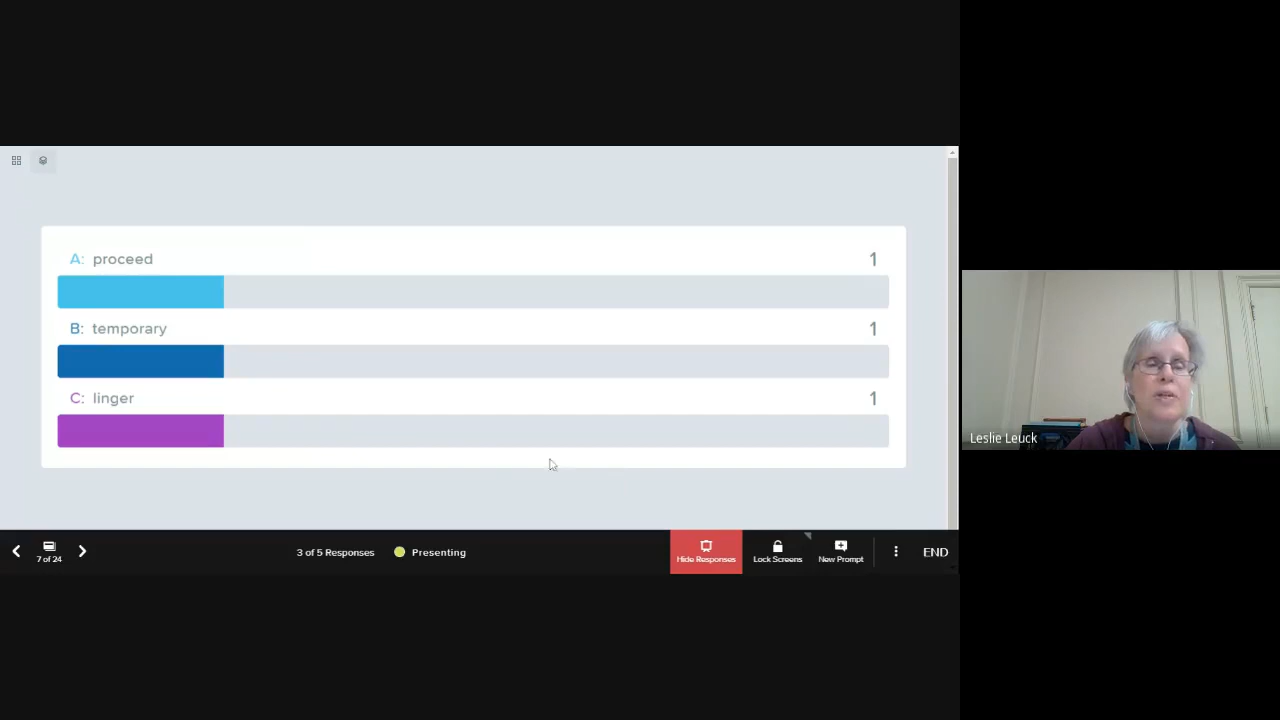 A: proceed 1
B: temporary 1
C: linger 1
Leslie Leuck
7 of 24
3 of 5 Responses
Presenting
Hide Responses
Lock Screens
New Prompt
END